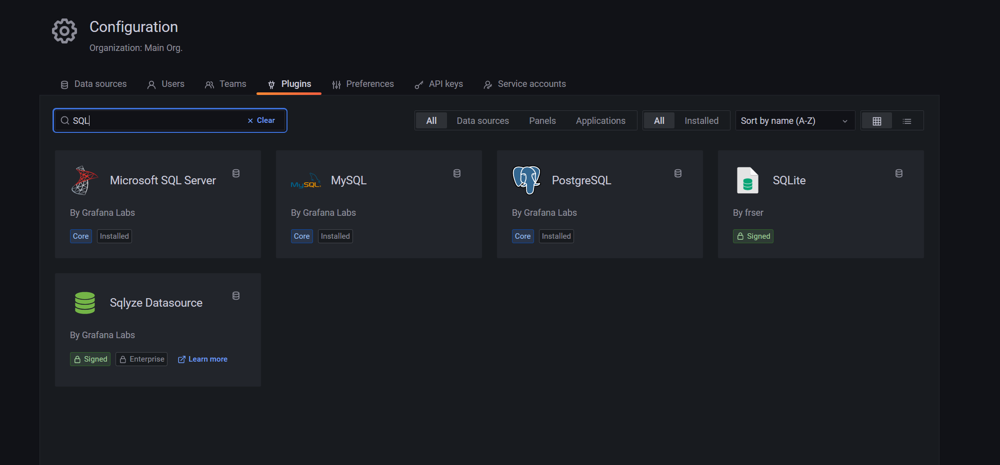 Configuration
Organization: Main Org.
Data sources Users Teams Plugins Preferences API keys Service accounts
SQL Clear All Data sources Panels Applications All Installed Sort by name (A-Z)
Microsoft SQL Server
By Grafana Labs
Core Installed
MySQL MySQL
By Grafana Labs
Core Installed
PostgreSQL
By Grafana Labs
Core Installed
SQLite
By frser
Signed
Sqlyze Datasource
By Grafana Labs
Signed Enterprise Learn more